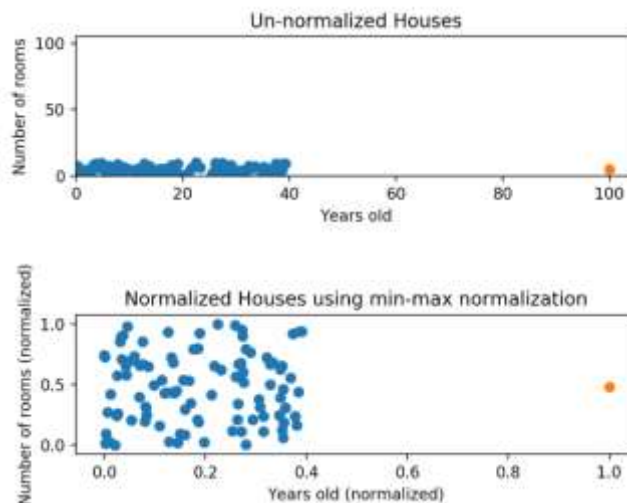 Un-normalized Houses
Number of rooms
100
50
0
0 20 40 60 80 100
Years old
Normalized Houses using min-max normalization
Number of rooms (normalized)
1.0
0.5
0.0
0.0 0.2 0.4 0.6 0.8 1.0
Years old (normalized)